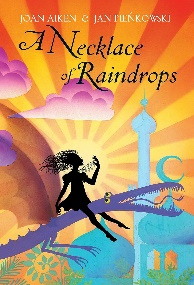 JOAN AIKEN & JAN PIEŃKOWSKI
A NECKLACE
of RAINDROPS